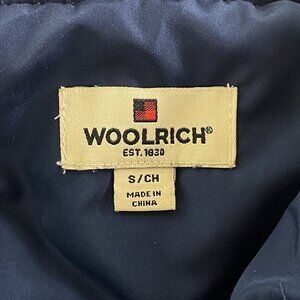 WOOLRICH®
EST. 1830
S/CH
MADE IN
CHINA